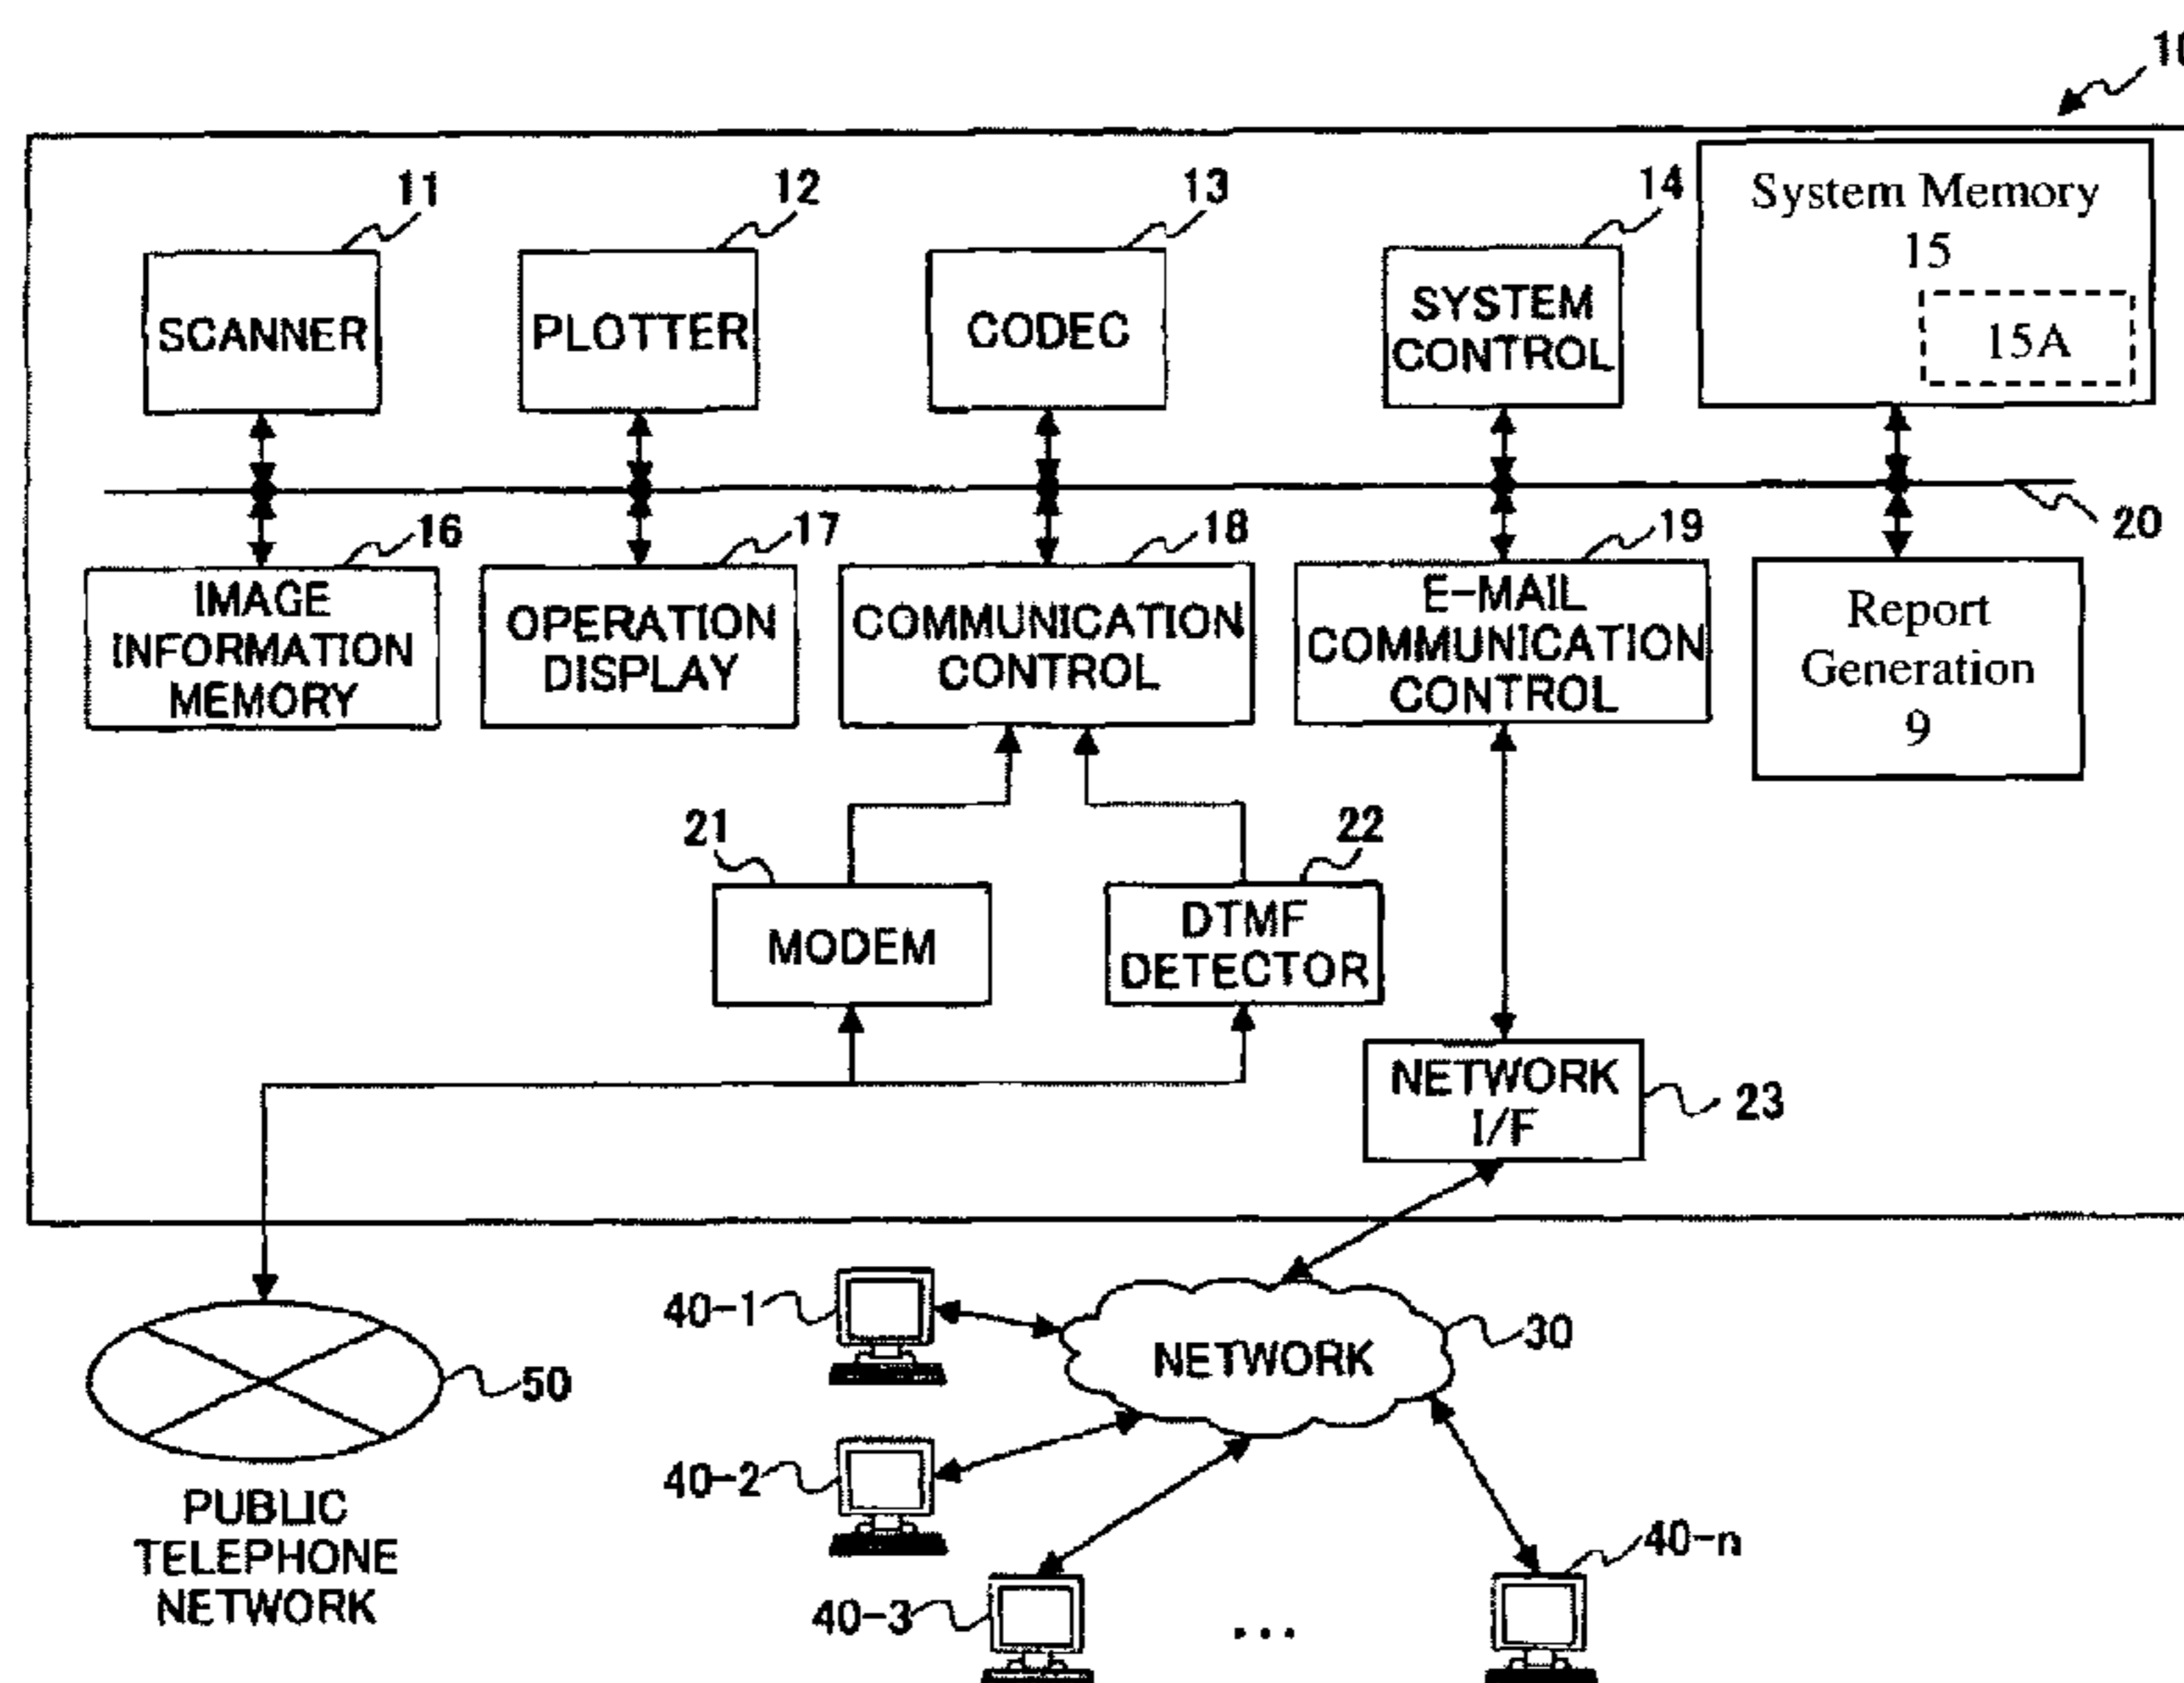 10
11
12
13
14
System Memory
15
15A
SCANNER
PLOTTER
CODEC
SYSTEM
CONTROL
16
17
18
19
20
IMAGE
INFORMATION
MEMORY
OPERATION
DISPLAY
COMMUNICATION
CONTROL
E-MAIL
COMMUNICATION
CONTROL
Report
Generation
9
21
22
MODEM
DTMF
DETECTOR
NETWORK
I/F
23
40-1
NETWORK
30
50
40-2
PUBLIC
TELEPHONE
NETWORK
40-3
...
40-n